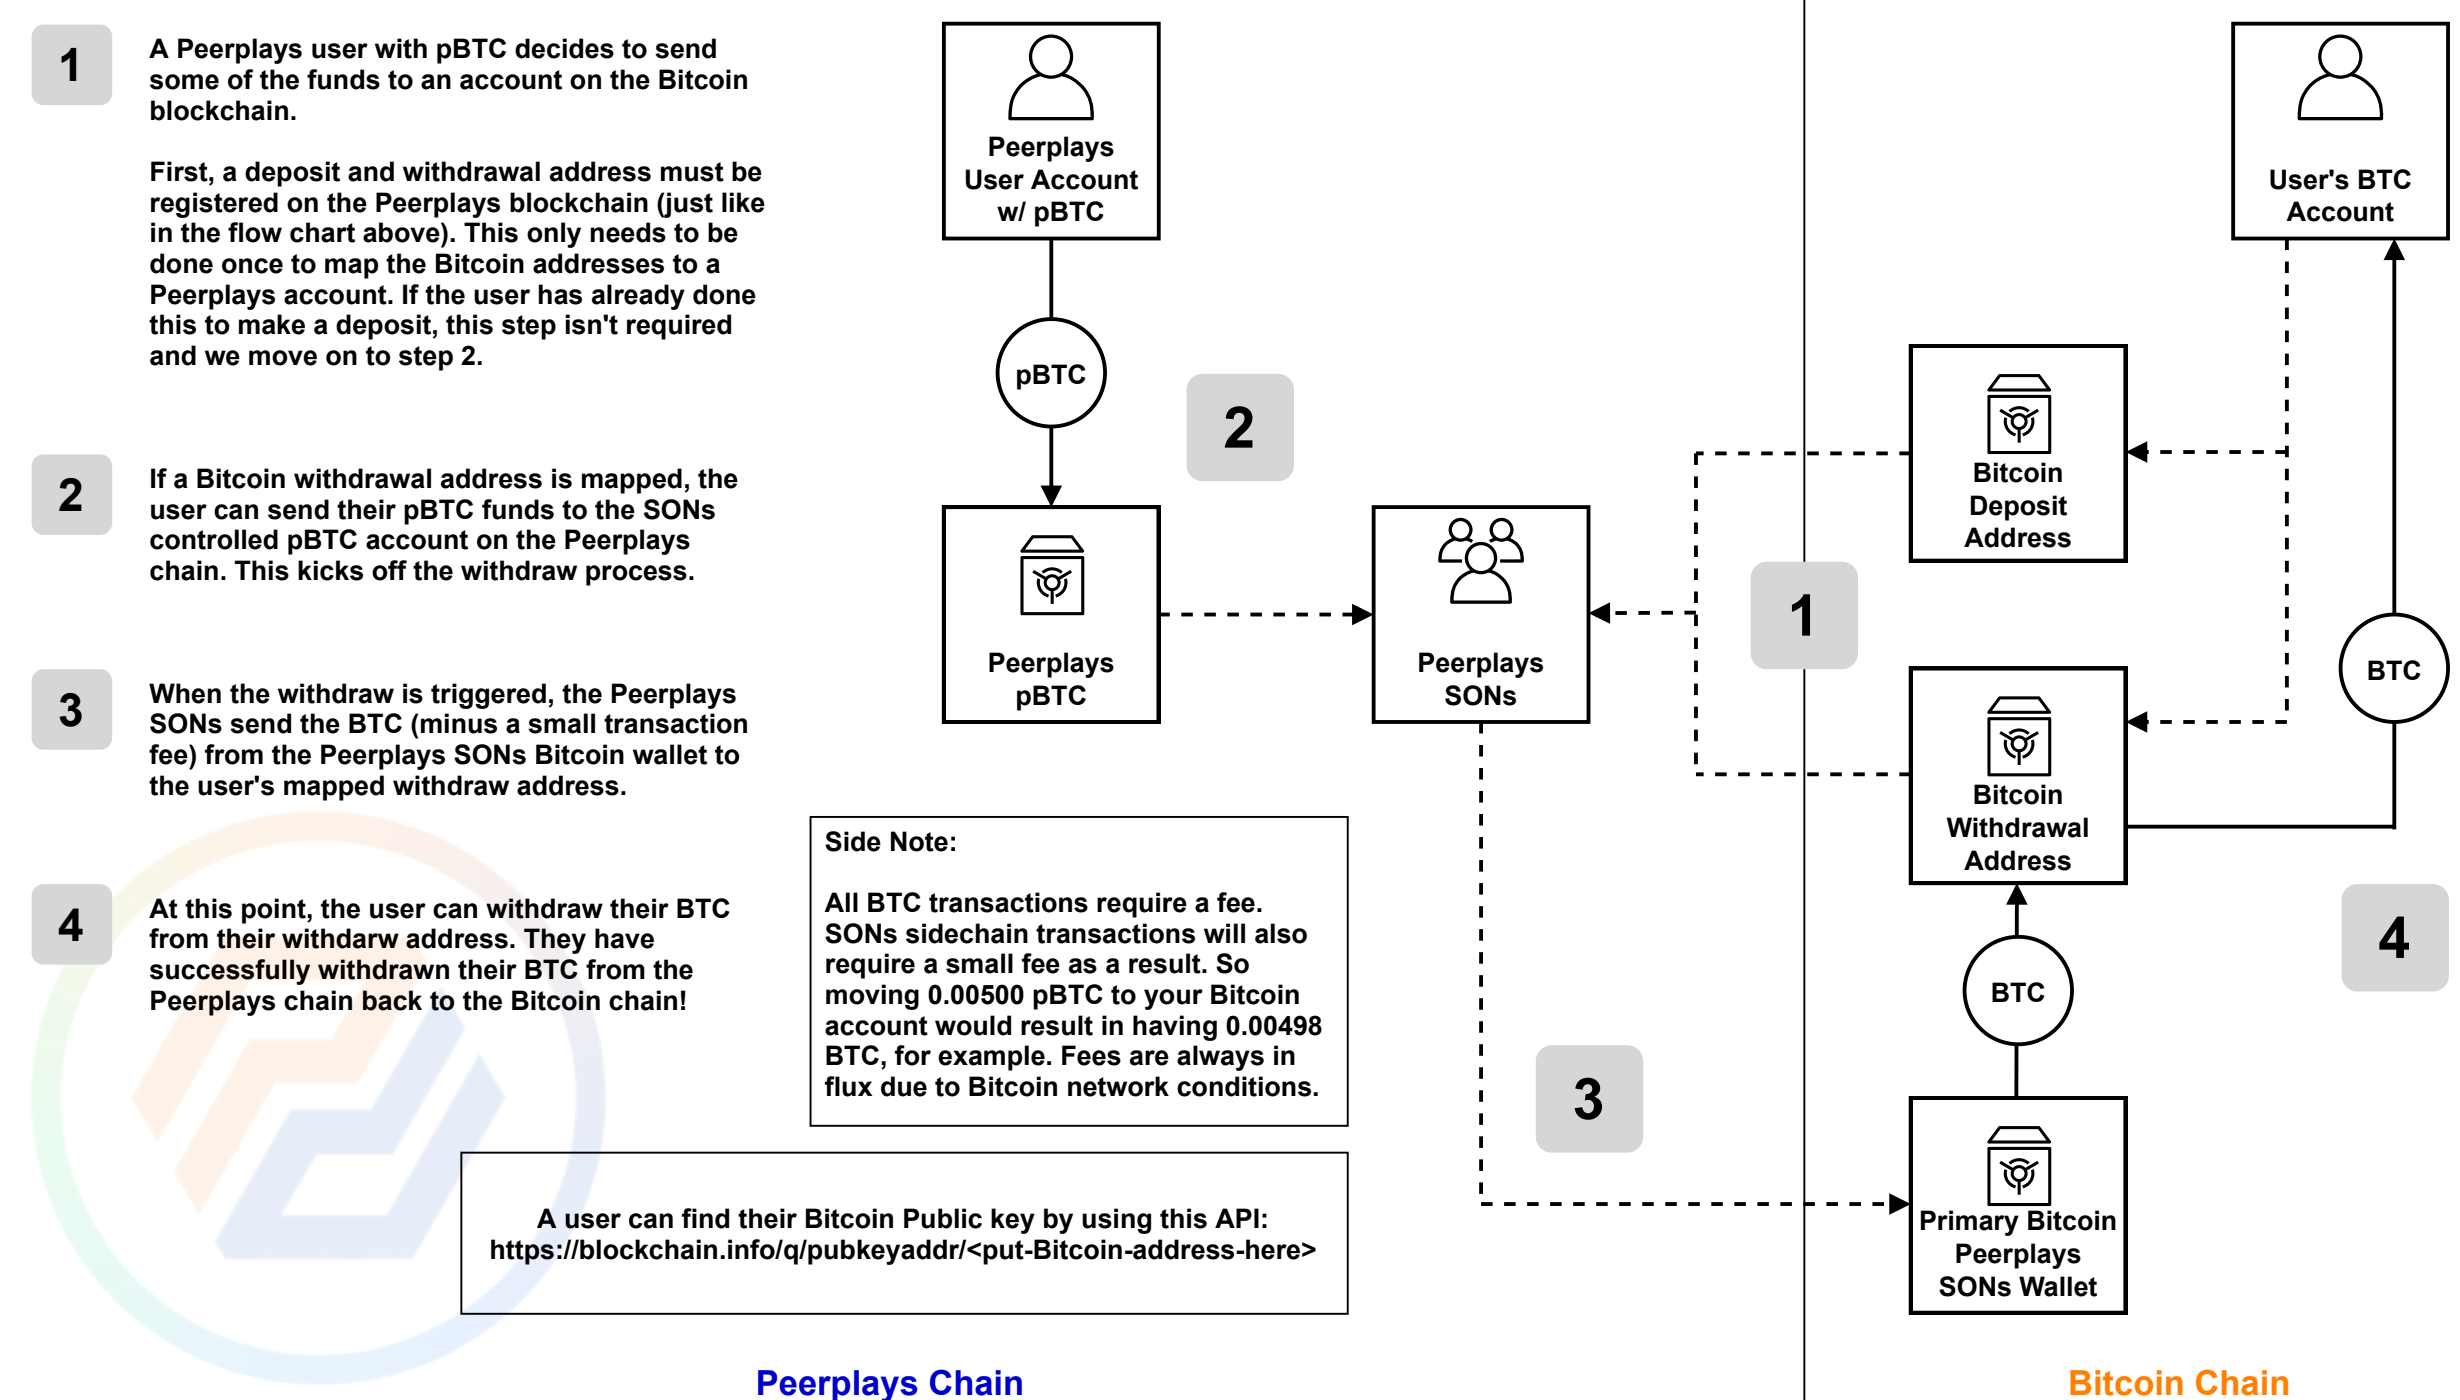 1
A Peerplays user with pBTC decides to send
some of the funds to an account on the Bitcoin
blockchain.
First, a deposit and withdrawal address must be
registered on the Peerplays blockchain (just like
in the flow chart above). This only needs to be
done once to map the Bitcoin addresses to a
Peerplays account. If the user has already done
this to make a deposit, this step isn't required
and we move on to step 2.
2
If a Bitcoin withdrawal address is mapped, the
user can send their pBTC funds to the SONs
controlled pBTC account on the Peerplays
chain. This kicks off the withdraw process.
3
When the withdraw is triggered, the Peerplays
SONs send the BTC (minus a small transaction
fee) from the Peerplays SONs Bitcoin wallet to
the user's mapped withdraw address.
4
At this point, the user can withdraw their BTC
from their withdarw address. They have
successfully withdrawn their BTC from the
Peerplays chain back to the Bitcoin chain!
Peerplays
User Account
w/ pBTC
pBTC
2
Peerplays
pBTC
Peerplays
SONs
1
User's BTC
Account
Bitcoin
Deposit
Address
BTC
Bitcoin
Withdrawal
Address
4
BTC
3
Primary Bitcoin
Peerplays
SONs Wallet
Side Note:
All BTC transactions require a fee.
SONs sidechain transactions will also
require a small fee as a result. So
moving 0.00500 pBTC to your Bitcoin
account would result in having 0.00498
BTC, for example. Fees are always in
flux due to Bitcoin network conditions.
A user can find their Bitcoin Public key by using this API:
https://blockchain.info/q/pubkeyaddr/<put-Bitcoin-address-here>
Peerplays Chain
Bitcoin Chain